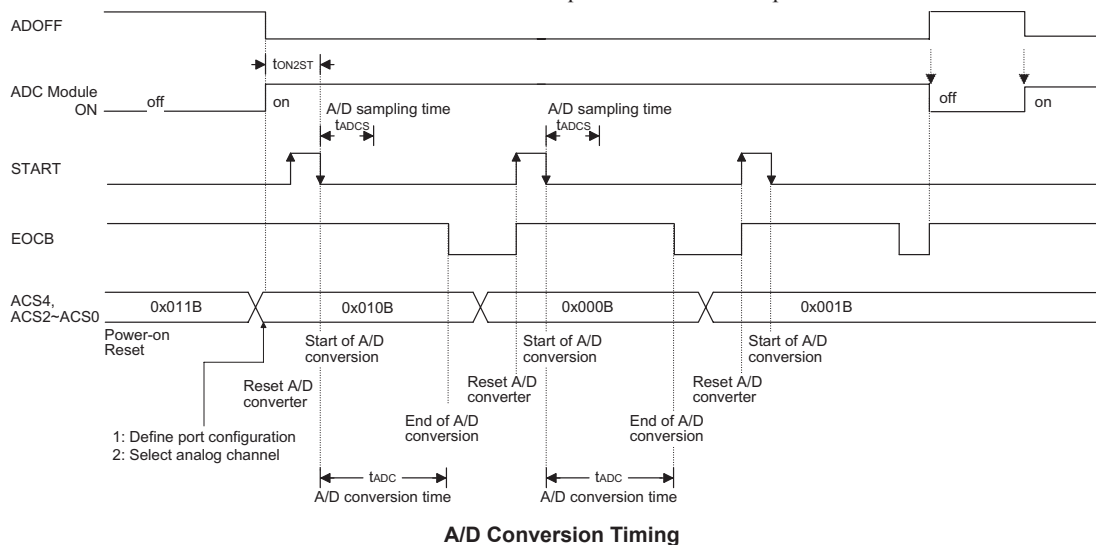 ADOFF
tON2ST
ADC Module
ON
off
on
off
on
A/D sampling time
tADCS
A/D sampling time
tADCS
START
EOCB
ACS4,
ACS2~ACS0
0x011B
0x010B
0x000B
0x001B
Power-on
Reset
Start of A/D
conversion
Start of A/D
conversion
Start of A/D
conversion
Reset A/D
converter
Reset A/D
converter
Reset A/D
converter
End of A/D
conversion
End of A/D
conversion
1: Define port configuration
2: Select analog channel
tADC
A/D conversion time
tADC
A/D conversion time
A/D Conversion Timing